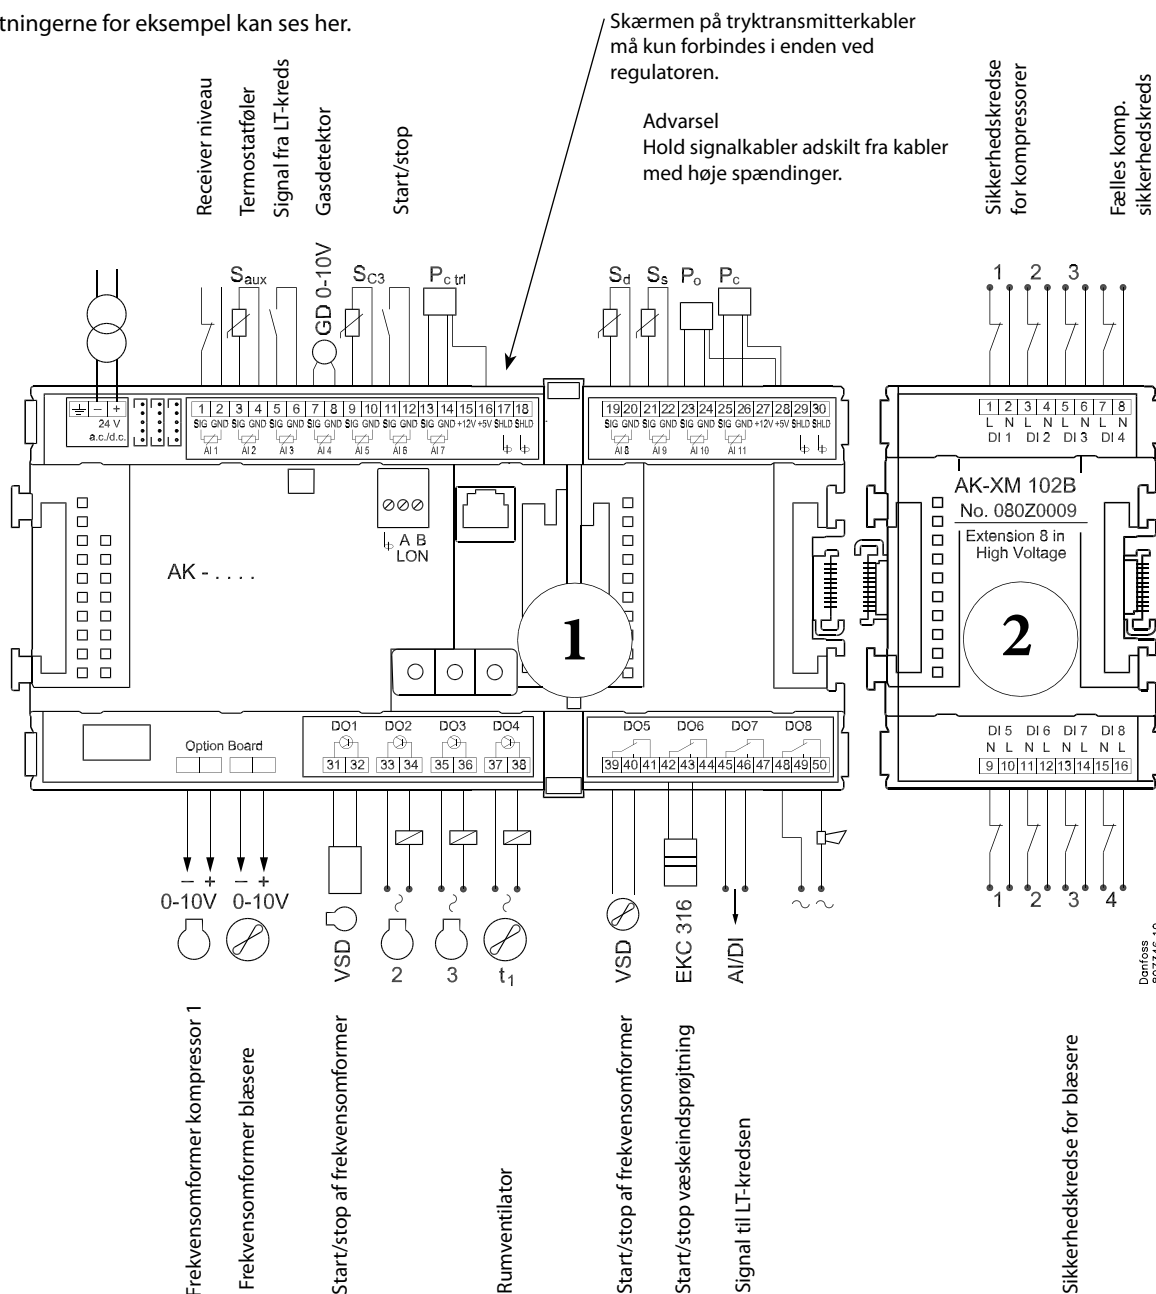 tningerne for eksempel kan ses her.
Skærmen på tryktransmitterkabler
må kun forbindes i enden ved
regulatoren.
Advarsel
Hold signalkabler adskilt fra kabler
med høje spændinger.
Receiver niveau
Termostatføler
Signal fra LT-kreds
Gasdetektor
Start/stop
Sikkerhedskredse
for kompressorer
Fælles komp.
sikkerhedskreds
Saux
GD 0-10V
SC3
Pc trl
Sd
Ss
Po
Pc
1 2 3
24 V
a.c./d.c.
1 2 3 4 5 6 7 8 9 10 11 12 13 14 15 16 17 18
SIG GND SIG GND SIG GND SIG GND SIG GND SIG GND SIG GND +12V +5V SHLD SHLD
AI 1 AI 2 AI 3 AI 4 AI 5 AI 6 AI 7
19 20 21 22 23 24 25 26 27 28 29 30
SIG GND SIG GND SIG GND SIG GND +12V +5V SHLD SHLD
AI 8 AI 9 AI 10 AI 11
1 2 3 4 5 6 7 8
L N L N L N L N
DI 1 DI 2 DI 3 DI 4
A B
LON
AK - . . . .
1
AK-XM 102B
No. 080Z0009
Extension 8 in
High Voltage
2
Option Board
DO1 DO2 DO3 DO4
31 32 33 34 35 36 37 38
DO5 DO6 DO7 DO8
39 40 41 42 43 44 45 46 47 48 49 50
DI 5 DI 6 DI 7 DI 8
N L N L N L N L
9 10 11 12 13 14 15 16
– + – +
0-10V 0-10V
VSD
2
3
t1
VSD
EKC 316
AI/DI
1 2 3 4
Danfoss
Frekvensomformer kompressor 1
Frekvensomformer blæsere
Start/stop af frekvensomformer
Rumventilator
Start/stop af frekvensomformer
Start/stop væskeindsprøjtning
Signal til LT-kredsen
Sikkerhedskredse for blæsere